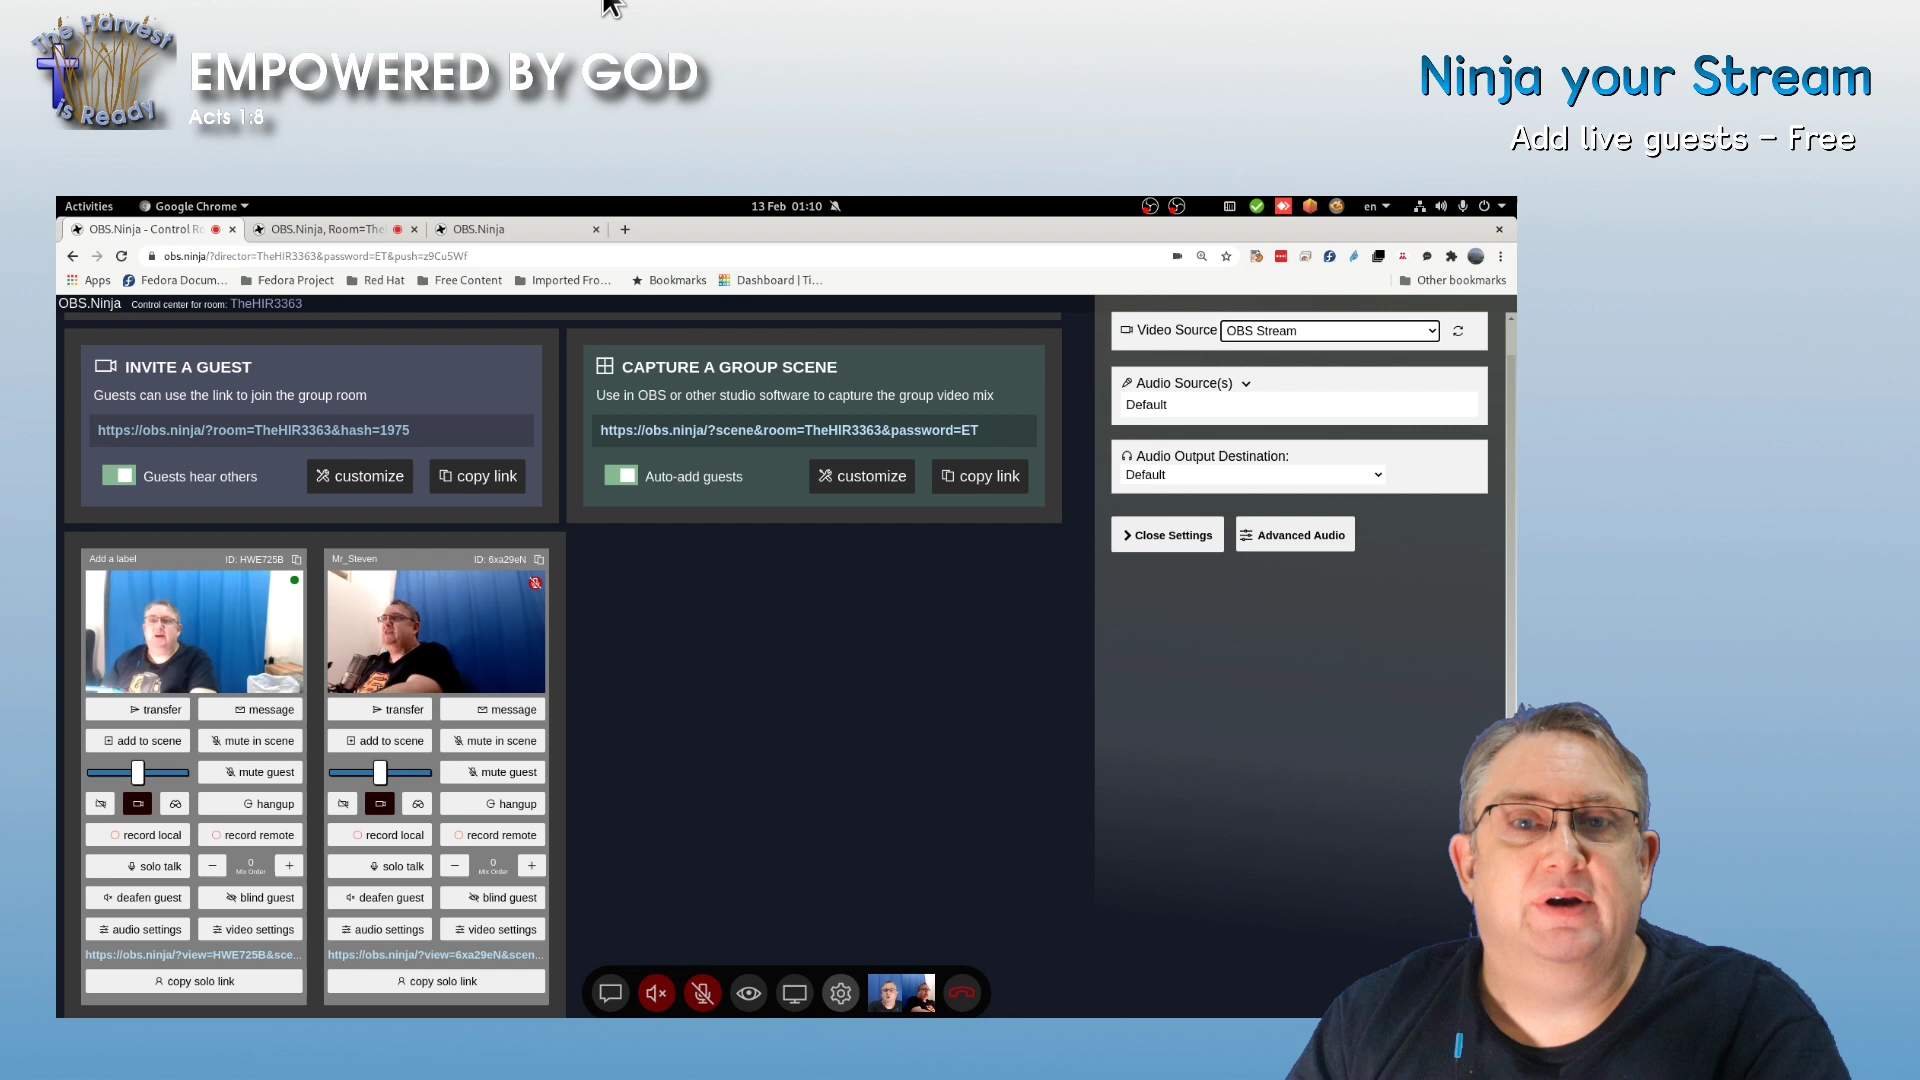 The Harvest
is Ready
EMPOWERED BY GOD
Acts 1:8
Ninja your Stream
Add live guests – Free
Activities
Google Chrome
13 Feb 01:10
en
OBS.Ninja - Control Ro
OBS.Ninja, Room=The
OBS.Ninja
obs.ninja/?director=TheHIR3363&password=ET&push=z9Cu5Wf
Apps
Fedora Docum...
Fedora Project
Red Hat
Free Content
Imported Fro...
Bookmarks
Dashboard | Ti...
Other bookmarks
OBS.Ninja Control center for room: TheHIR3363
INVITE A GUEST
Guests can use the link to join the group room
https://obs.ninja/?room=TheHIR3363&hash=1975
Guests hear others
customize
copy link
CAPTURE A GROUP SCENE
Use in OBS or other studio software to capture the group video mix
https://obs.ninja/?scene&room=TheHIR3363&password=ET
Auto-add guests
customize
copy link
Video Source
OBS Stream
Audio Source(s)
Default
Audio Output Destination:
Default
Close Settings
Advanced Audio
Add a label
ID: HWE725B
transfer
message
add to scene
mute in scene
mute guest
hangup
record local
record remote
solo talk
0
Mix Order
deafen guest
blind guest
audio settings
video settings
https://obs.ninja/?view=HWE725B&sce...
copy solo link
Mr_Steven
ID: 6xa29eN
transfer
message
add to scene
mute in scene
mute guest
hangup
record local
record remote
solo talk
0
Mix Order
deafen guest
blind guest
audio settings
video settings
https://obs.ninja/?view=6xa29eN&scen...
copy solo link